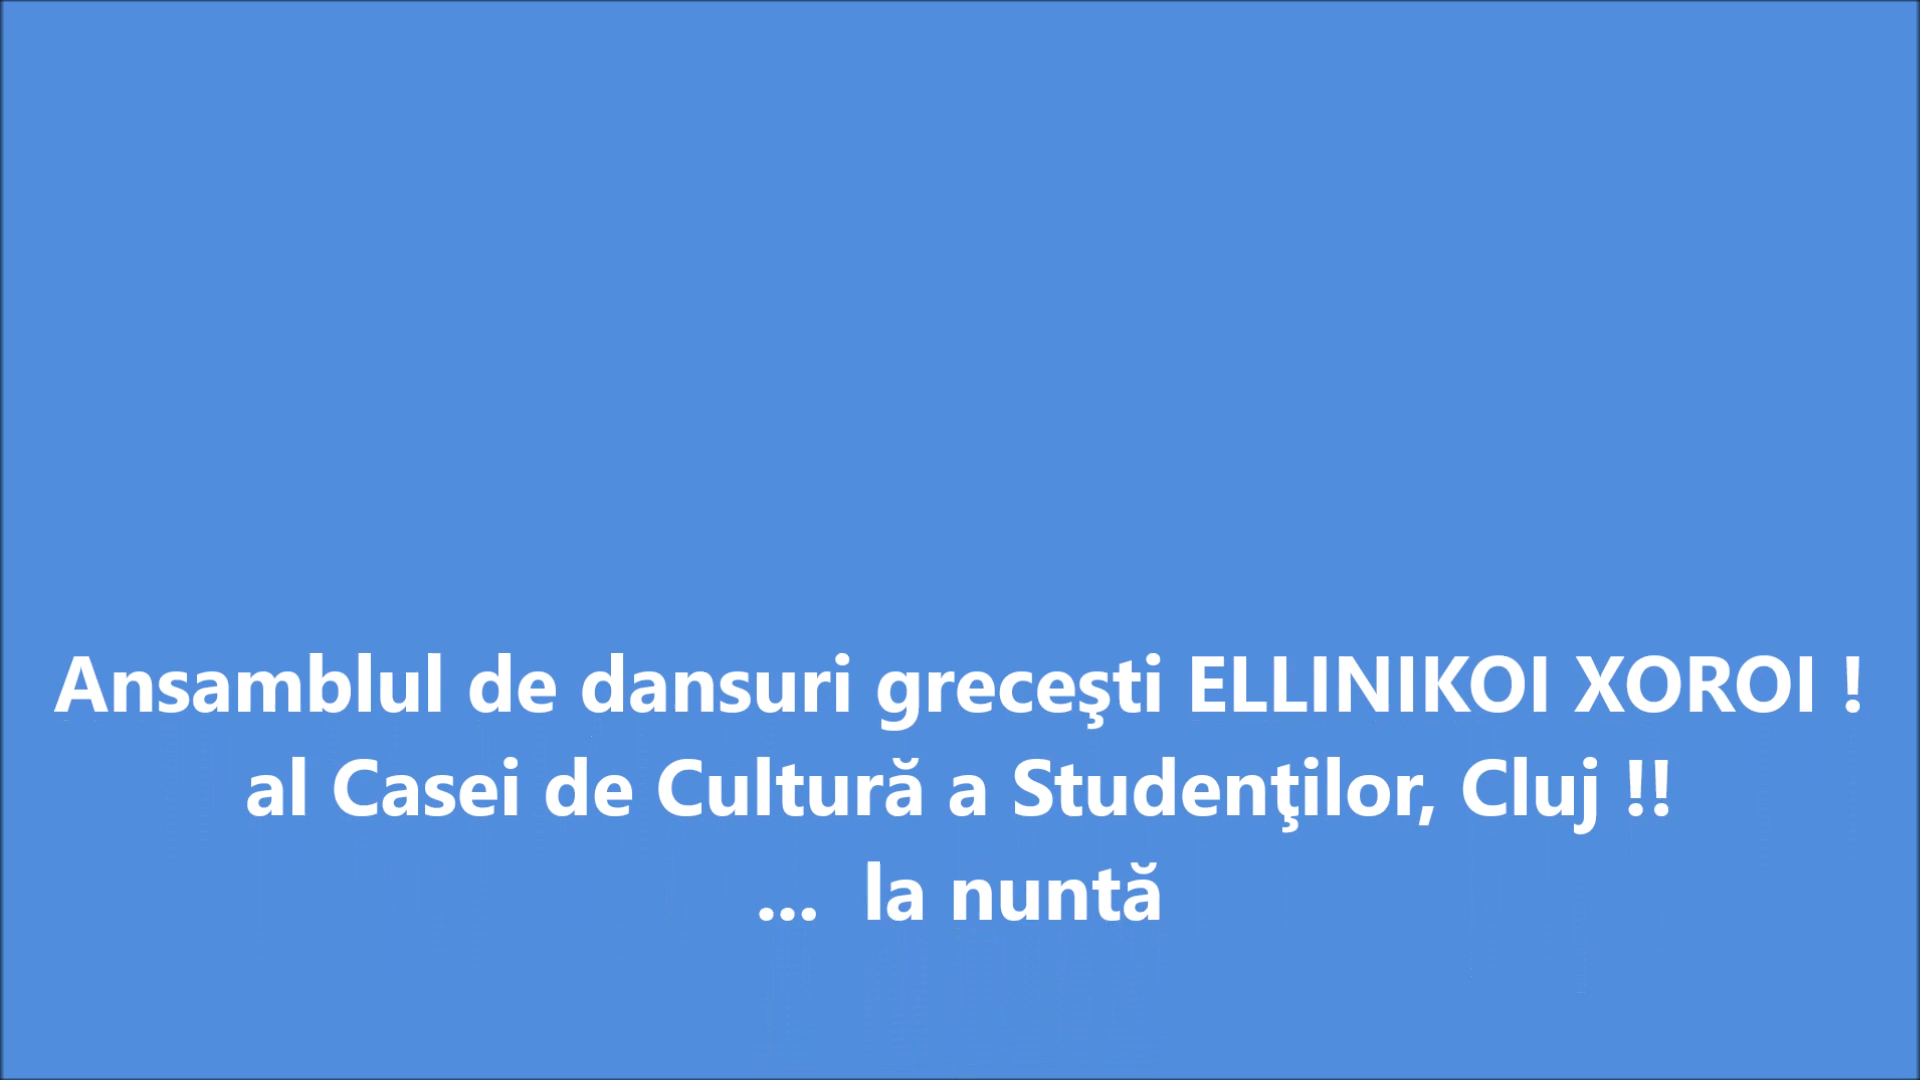 Ansamblul de dansuri greceşti ELLINIKOI XOROI !
al Casei de Cultură a Studenţilor, Cluj !!
...  la nuntă